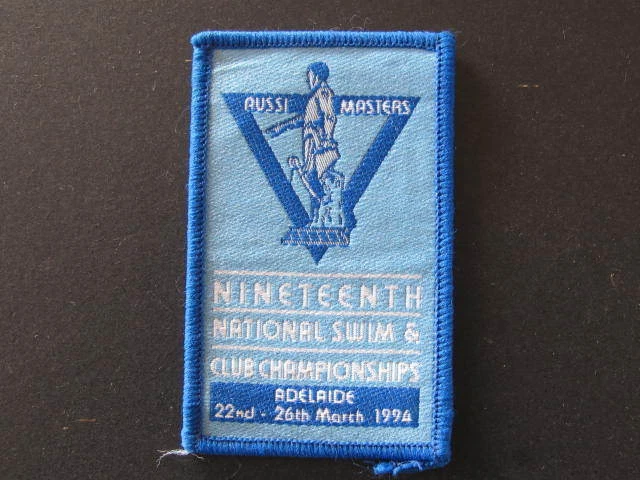 AUSSI MASTERS
NINETEENTH
NATIONAL SWIM &
CLUB CHAMPIONSHIPS
ADELAIDE
22nd - 26th March 1994